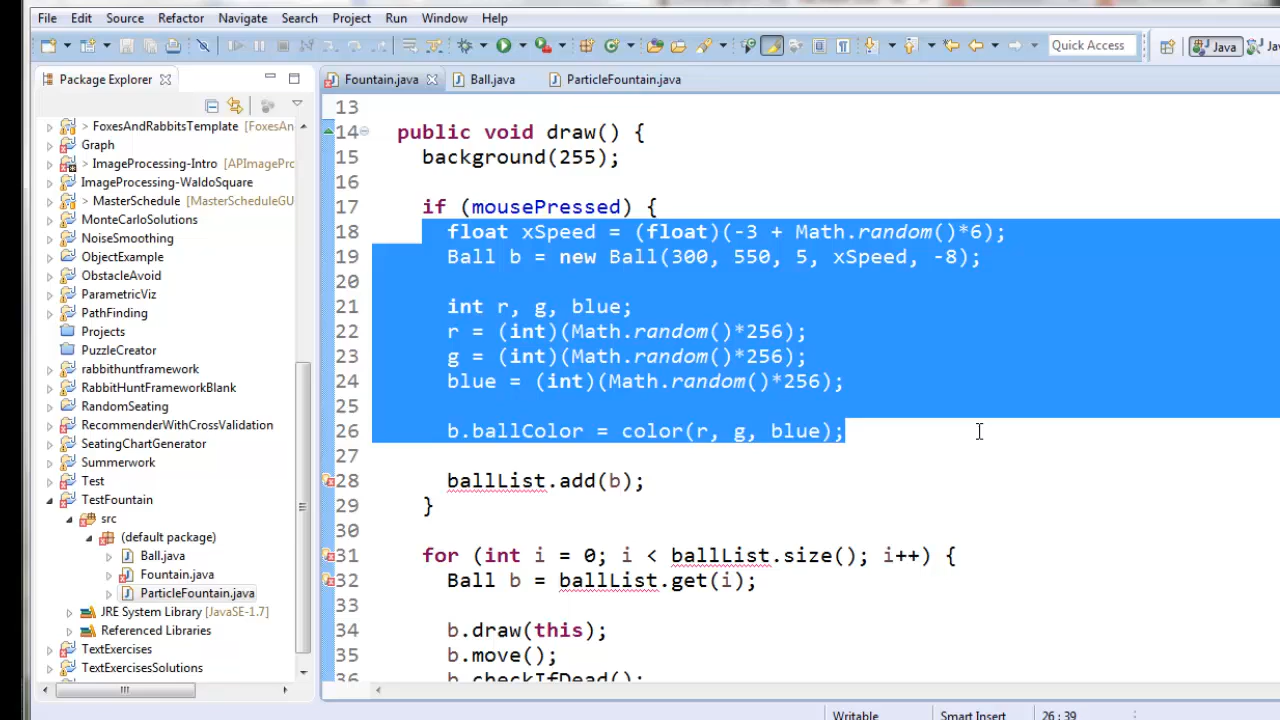 File Edit Source Refactor Navigate Search Project Run Window Help
Quick Access
Java
Package Explorer
Fountain.java
Ball.java
ParticleFountain.java
> FoxesAndRabbitsTemplate [FoxesAn
Graph
> ImageProcessing-Intro [APImagePro
ImageProcessing-WaldoSquare
> MasterSchedule [MasterScheduleGU
MonteCarloSolutions
NoiseSmoothing
ObjectExample
ObstacleAvoid
ParametricViz
PathFinding
Projects
PuzzleCreator
rabbithuntframework
RabbitHuntFrameworkBlank
RandomSeating
RecommenderWithCrossValidation
SeatingChartGenerator
Summerwork
Test
TestFountain
src
(default package)
Ball.java
Fountain.java
ParticleFountain.java
JRE System Library [JavaSE-1.7]
Referenced Libraries
TextExercises
TextExercisesSolutions
13
14 public void draw() {
15 background(255);
16
17 if (mousePressed) {
18 float xSpeed = (float)(-3 + Math.random()*6);
19 Ball b = new Ball(300, 550, 5, xSpeed, -8);
20
21 int r, g, blue;
22 r = (int)(Math.random()*256);
23 g = (int)(Math.random()*256);
24 blue = (int)(Math.random()*256);
25
26 b.ballColor = color(r, g, blue);
27
28 ballList.add(b);
29 }
30
31 for (int i = 0; i < ballList.size(); i++) {
32 Ball b = ballList.get(i);
33
34 b.draw(this);
35 b.move();
36 b.checkIfDead();
Writable
Smart Insert
26 : 39